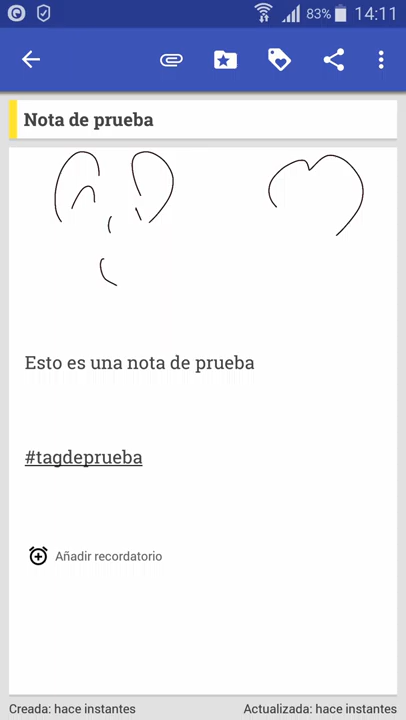 83% 14:11
Nota de prueba
Esto es una nota de prueba
#tagdeprueba
Añadir recordatorio
Creada: hace instantes Actualizada: hace instantes